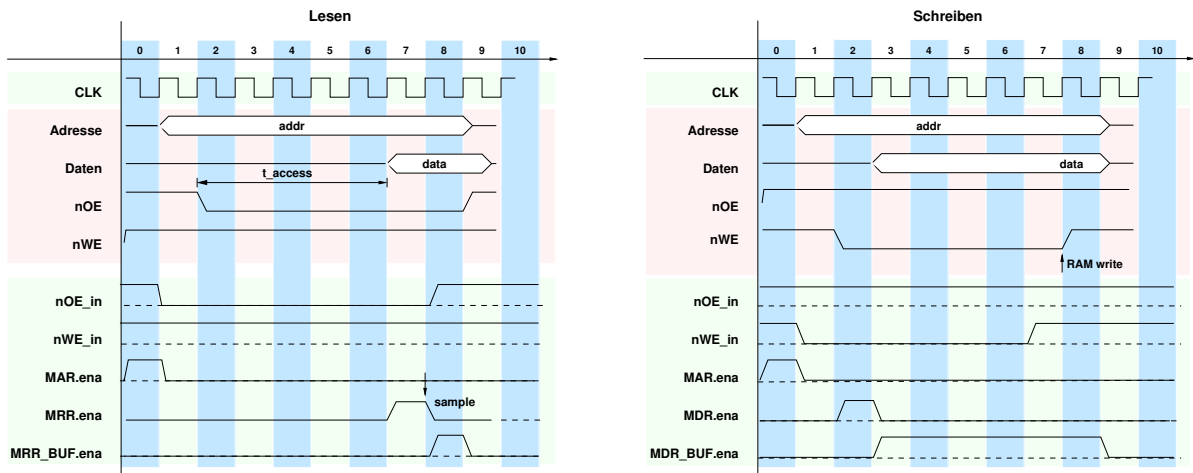 Lesen
0 1 2 3 4 5 6 7 8 9 10
CLK
Adresse addr
Daten data
t_access
nOE
nWE
nOE_in
nWE_in
MAR.ena
sample
MRR.ena
MRR_BUF.ena
Schreiben
0 1 2 3 4 5 6 7 8 9 10
CLK
Adresse addr
Daten data
nOE
nWE
RAM write
nOE_in
nWE_in
MAR.ena
MDR.ena
MDR_BUF.ena